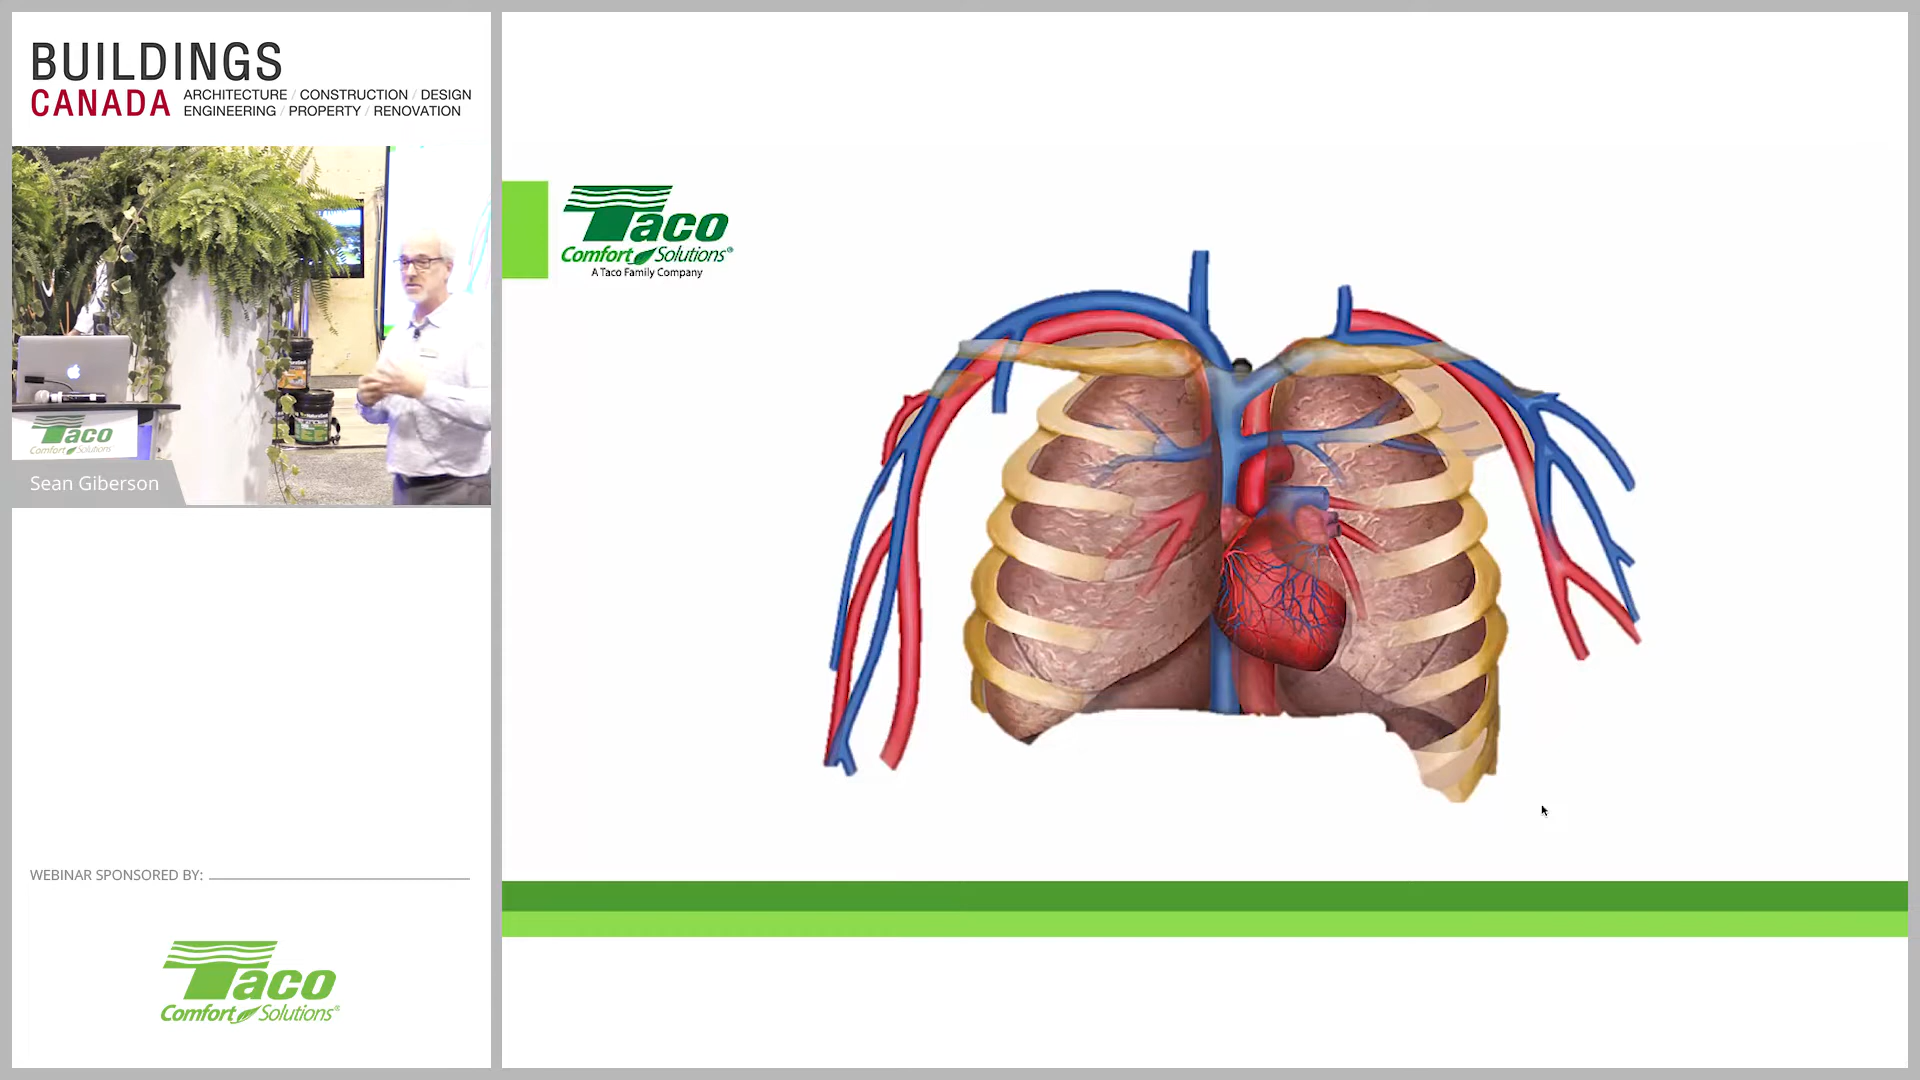 BUILDINGS
CANADA
ARCHITECTURE / CONSTRUCTION / DESIGN
ENGINEERING / PROPERTY / RENOVATION
Taco
Comfort Solutions
Sean Giberson
WEBINAR SPONSORED BY:
Taco
Comfort Solutions®
Taco
Comfort Solutions®
A Taco Family Company